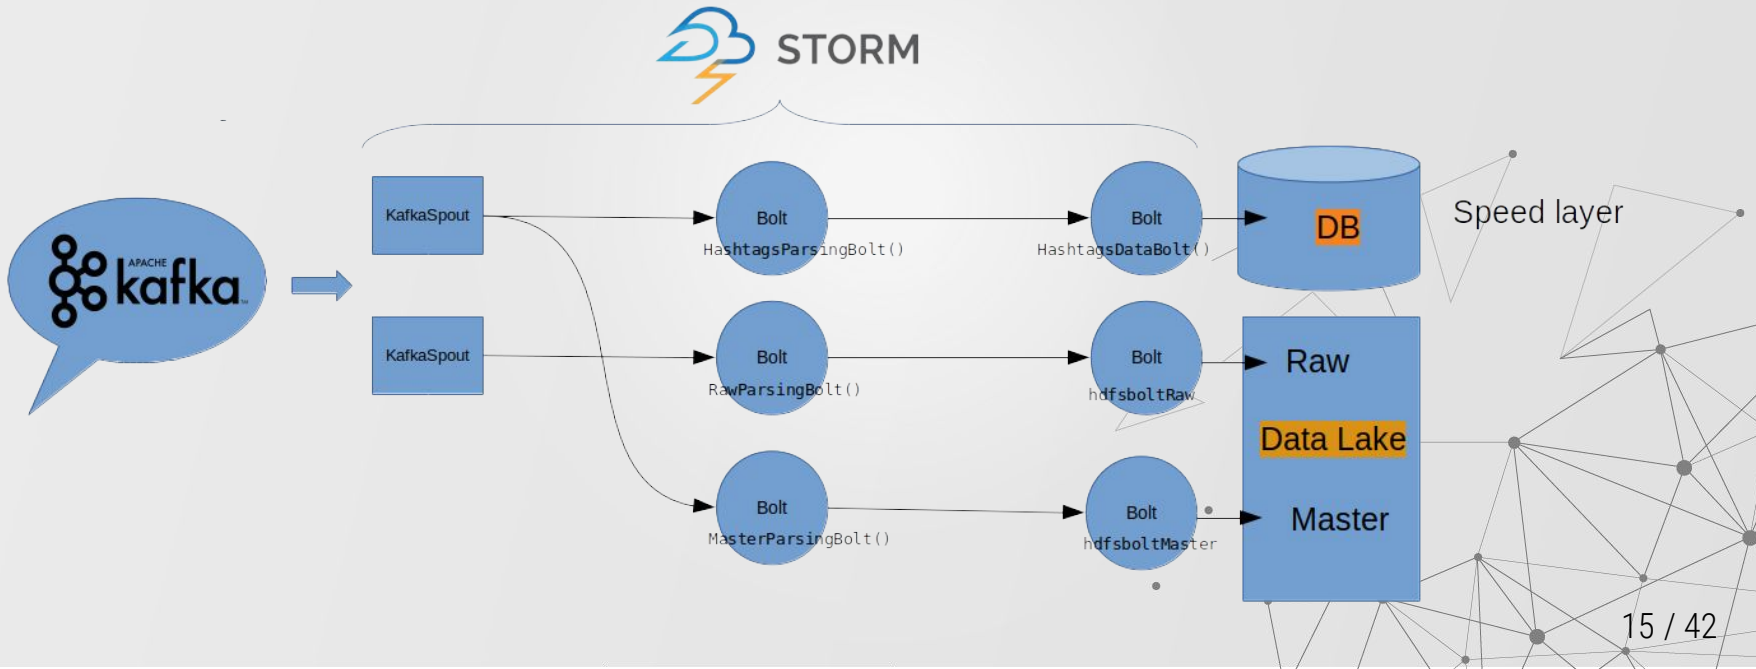 STORM
APACHE
kafka
KafkaSpout
Bolt
HashtagsParsingBolt()
Bolt
HashtagsDataBolt()
DB
Speed layer
KafkaSpout
Bolt
RawParsingBolt()
Bolt
hdfsboltRaw
Raw
Data Lake
Bolt
MasterParsingBolt()
Bolt
hdfsboltMaster
Master
15 / 42